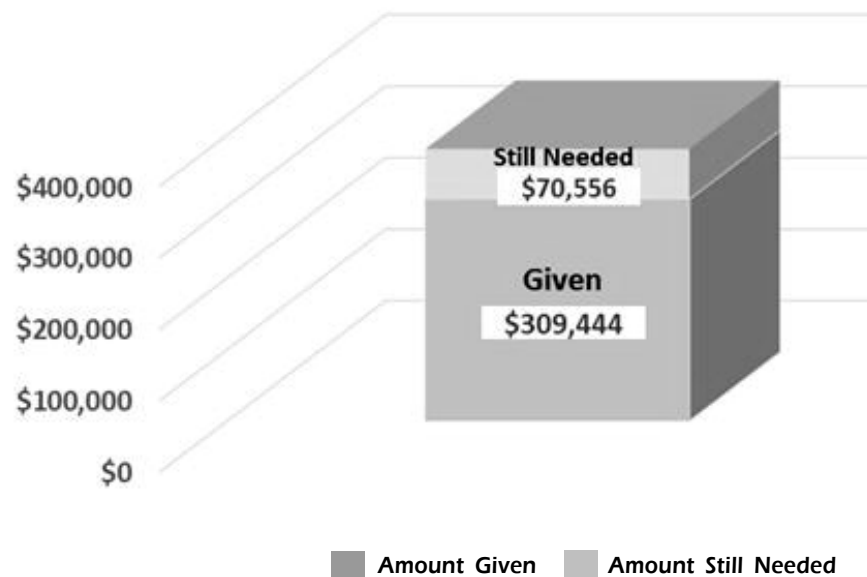 $400,000
$300,000
$200,000
$100,000
$0
Still Needed
$70,556
Given
$309,444
Amount Given
Amount Still Needed